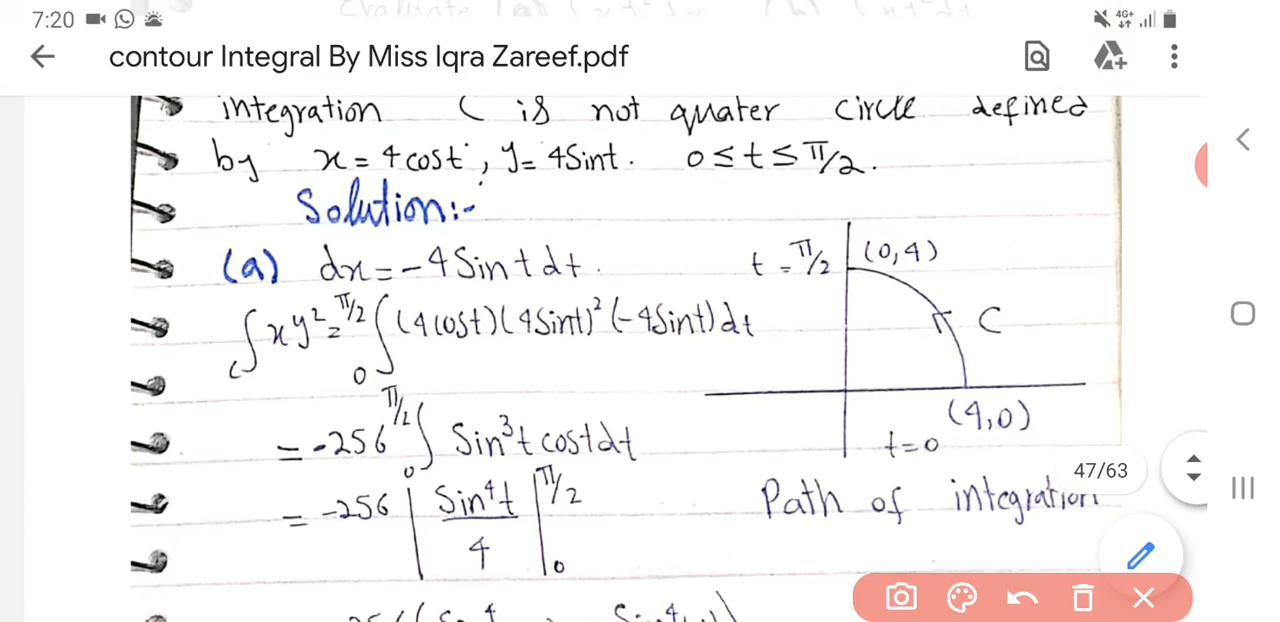 7:20
4G+
contour Integral By Miss Iqra Zareef.pdf
integration C is not quater circle defined
by x = 4cost, y = 4Sint. 0≤t≤π/2.
Solution:-
(a) dx = -4Sint dt.
t = π/2 (0,4)
∫c xy² = π/2∫0 (4cost)(4Sint)² (-4Sint)dt
C
= -256 π/2∫0 Sin³t cost dt
(4,0)
t=0
47/63
= -256 | Sin⁴t / 4 |π/2 0
Path of integration